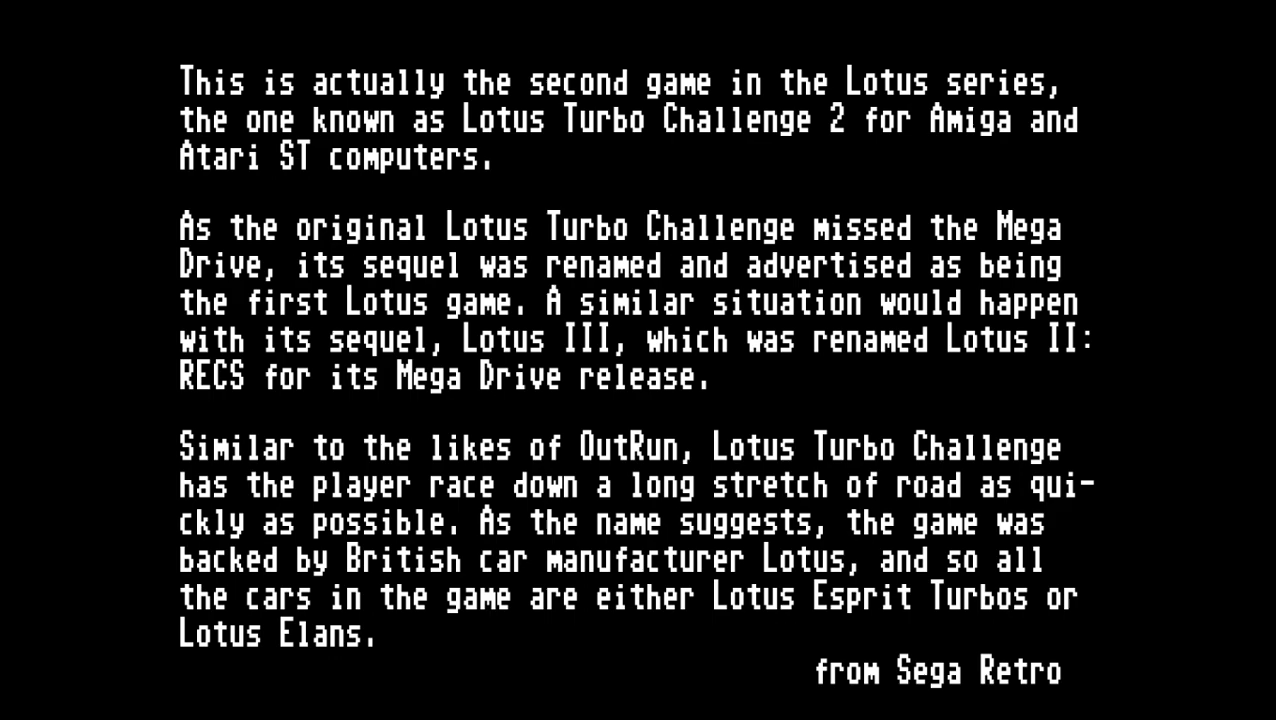 This is actually the second game in the Lotus series,
the one known as Lotus Turbo Challenge 2 for Amiga and
Atari ST computers.
As the original Lotus Turbo Challenge missed the Mega
Drive, its sequel was renamed and advertised as being
the first Lotus game. A similar situation would happen
with its sequel, Lotus III, which was renamed Lotus II:
RECS for its Mega Drive release.
Similar to the likes of OutRun, Lotus Turbo Challenge
has the player race down a long stretch of road as qui-
ckly as possible. As the name suggests, the game was
backed by British car manufacturer Lotus, and so all
the cars in the game are either Lotus Esprit Turbos or
Lotus Elans.
from Sega Retro